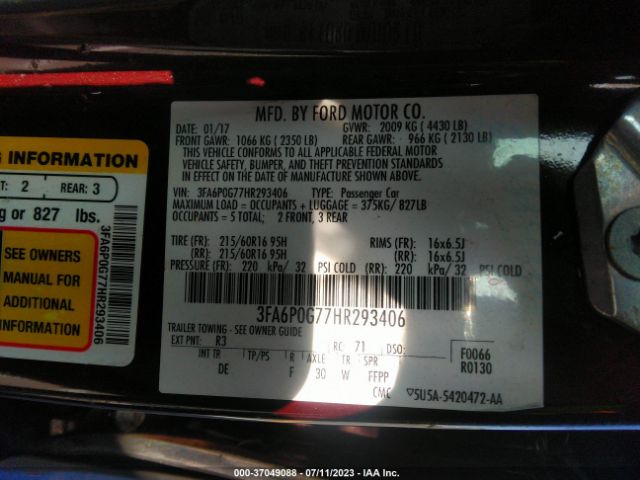 MFD. BY FORD MOTOR CO.
DATE: 01/17 GVWR: 2009 KG ( 4430 LB)
FRONT GAWR: 1066 KG ( 2350 LB) REAR GAWR: 966 KG ( 2130 LB)
THIS VEHICLE CONFORMS TO ALL APPLICABLE FEDERAL MOTOR
VEHICLE SAFETY, BUMPER, AND THEFT PREVENTION STANDARDS
IN EFFECT ON THE DATE OF MANUFACTURE SHOWN ABOVE.
VIN: 3FA6P0G77HR293406 TYPE: Passenger Car
MAXIMUM LOAD = OCCUPANTS + LUGGAGE = 375KG/ 827LB
OCCUPANTS = 5 TOTAL; 2 FRONT, 3 REAR
TIRE (FR): 215/60R16 95H RIMS (FR): 16x6.5J
(RR): 215/60R16 95H (RR): 16x6.5J
PRESSURE (FR): 220 kPa/ 32 PSI COLD (RR): 220 kPa/ 32 PSI COLD
3FA6P0G77HR293406
TRAILER TOWING - SEE OWNER GUIDE
EXT PNT: R3 RC: 71 DSO: F0066
R0130
INT TR TP/PS R AXLE TR SPR
DE F 30 W FFPP
CMC 5U5A-5420472-AA
G INFORMATION
T: 2 REAR: 3
g or 827 lbs.
SEE OWNERS
MANUAL FOR
ADDITIONAL
INFORMATION
3FA6P0G77HR293406
000-37049088 - 07/11/2023 - IAA Inc.